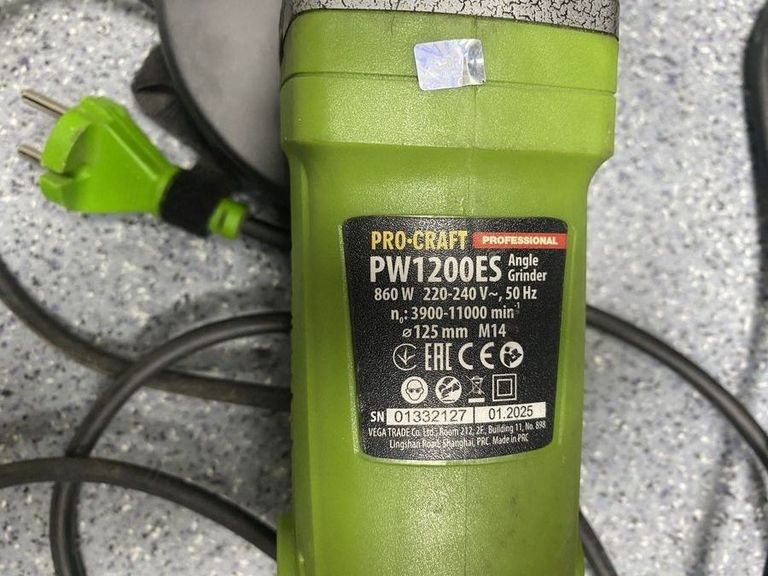 PRO-CRAFT PROFESSIONAL
PW1200ES Angle Grinder
860 W 220-240 V~, 50 Hz
n₀: 3900-11000 min⁻¹
⌀125 mm M14
EAC CE
SN 01332127 01.2025
VEGA TRADE Co. Ltd.: Room 212, 2F., Building 11, No. 898
Lingshan Road, Shanghai, PRC Made in PRC